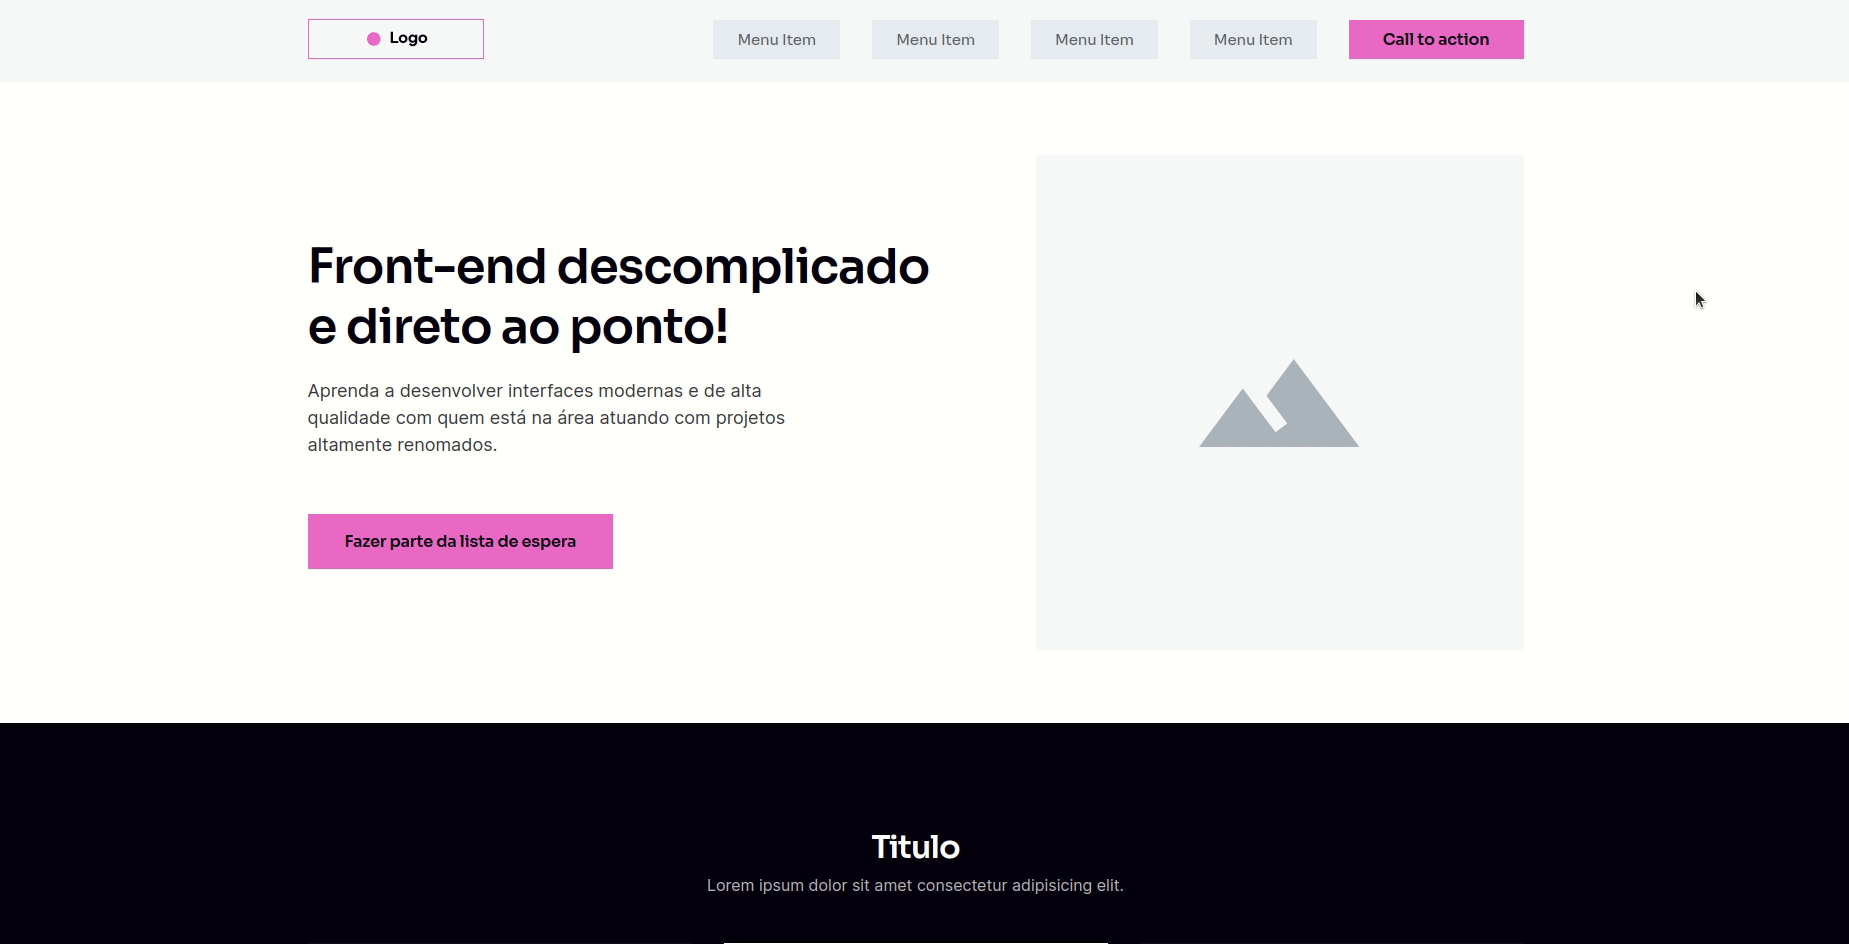 Logo
Menu Item
Menu Item
Menu Item
Menu Item
Call to action
Front-end descomplicado
e direto ao ponto!
Aprenda a desenvolver interfaces modernas e de alta
qualidade com quem está na área atuando com projetos
altamente renomados.
Fazer parte da lista de espera
Titulo
Lorem ipsum dolor sit amet consectetur adipisicing elit.